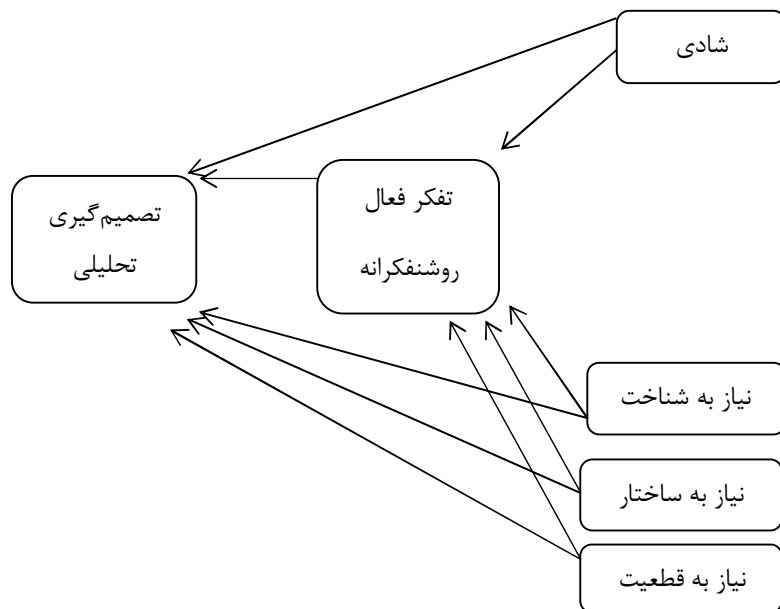 شادی
تفکر فعال
روشنفکرانه
تصمیم‌گیری
تحلیلی
نیاز به شناخت
نیاز به ساختار
نیاز به قطعیت